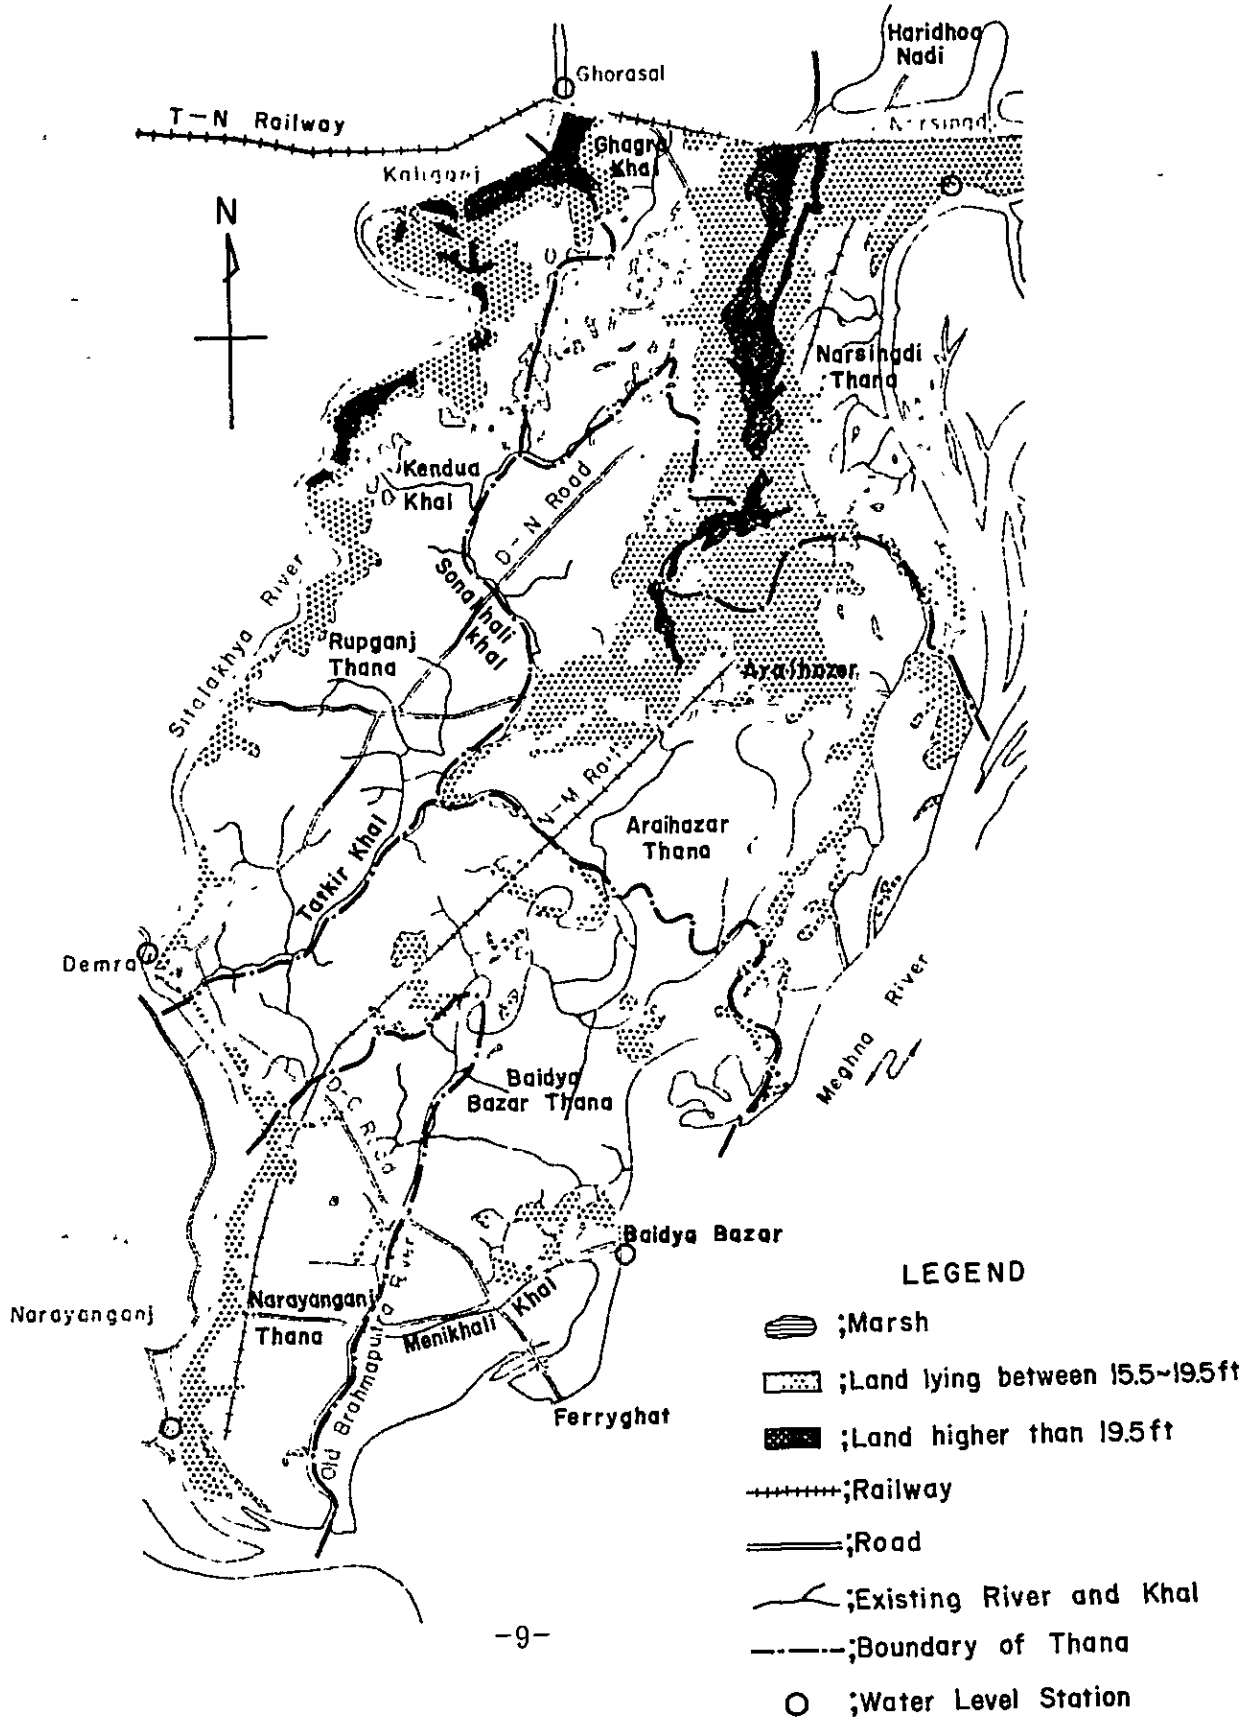 Haridhoa
Nadi
Ghorasal
T-N Railway
Narsingdi
Ghagra
Khal
Kaliganj
N
Narsingdi
Thana
Kendua
Khal
D-N Road
Sitalakhya River
Sonakhali
khal
Rupganj
Thana
Araihazar
V-M Rail
Araihazar
Thana
Tatkir Khal
Demra
Meghna River
Baidya
Bazar Thana
D-C Road
Baidya Bazar
Narayanganj
Narayanganj
Thana
Menikhali Khal
Old Brahmaputra River
Ferryghat
LEGEND
;Marsh
;Land lying between 15.5~19.5ft
;Land higher than 19.5ft
;Railway
;Road
;Existing River and Khal
;Boundary of Thana
;Water Level Station
-9-